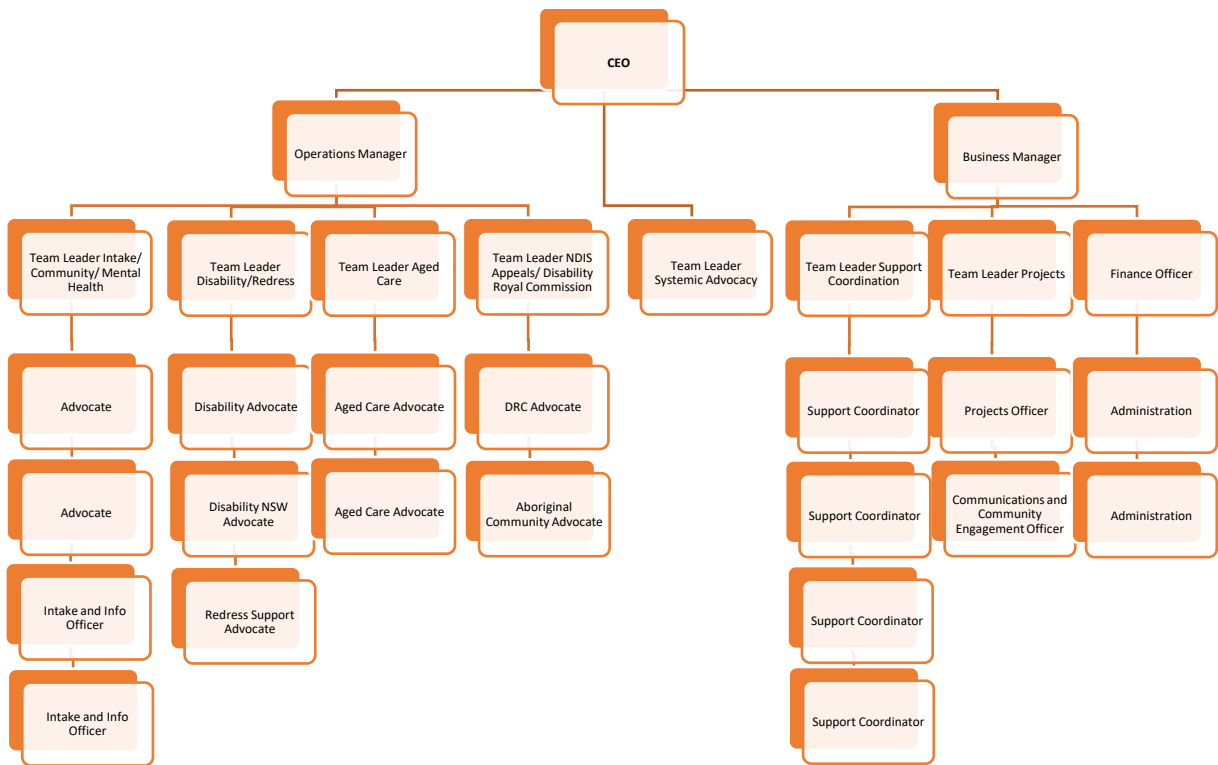 CEO
Operations Manager
Business Manager
Team Leader Intake/
Community/ Mental
Health
Team Leader
Disability/Redress
Team Leader Aged
Care
Team Leader NDIS
Appeals/ Disability
Royal Commission
Team Leader
Systemic Advocacy
Team Leader Support
Coordination
Team Leader Projects
Finance Officer
Advocate
Disability Advocate
Aged Care Advocate
DRC Advocate
Support Coordinator
Projects Officer
Administration
Advocate
Disability NSW
Advocate
Aged Care Advocate
Aboriginal
Community Advocate
Support Coordinator
Communications and
Community
Engagement Officer
Administration
Intake and Info
Officer
Redress Support
Advocate
Support Coordinator
Intake and Info
Officer
Support Coordinator